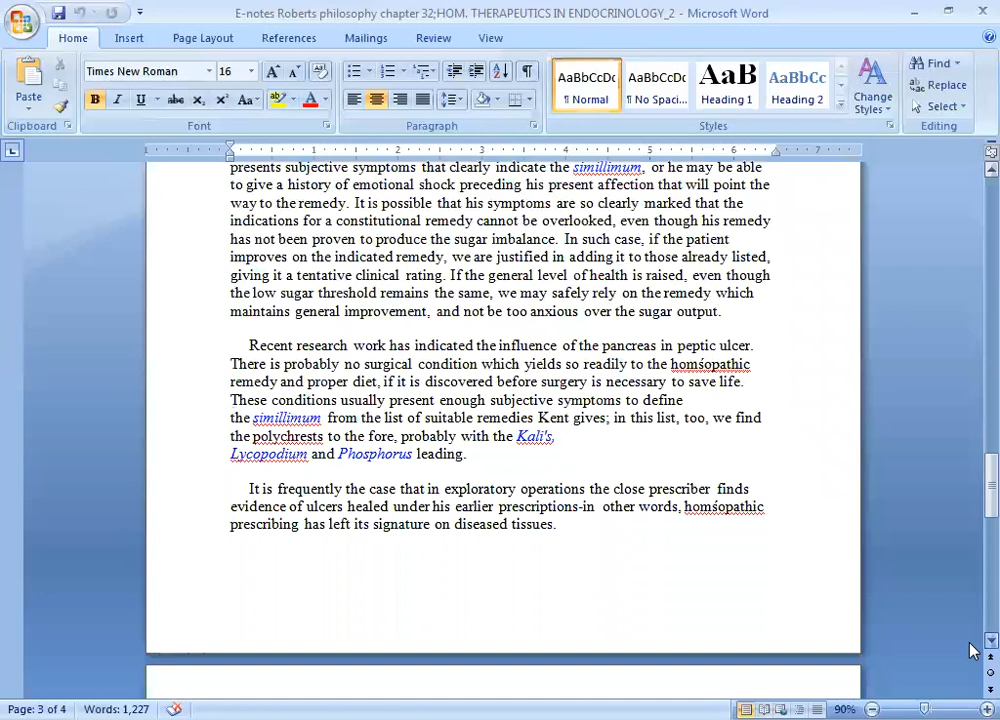 E-notes Roberts philosophy chapter 32;HOM. THERAPEUTICS IN ENDOCRINOLOGY_2 - Microsoft Word
Home Insert Page Layout References Mailings Review View
Times New Roman 16
AaBbCcDc AaBbCcDc AaB AaBbCc
Find
Replace
Select
Paste
B I U abe X₂ X² Aa A
¶ Normal ¶ No Spaci... Heading 1 Heading 2
Change Styles
Clipboard Font Paragraph Styles Editing
1 1 2 3 4 5 6 7
presents subjective symptoms that clearly indicate the simillimum, or he may be able
to give a history of emotional shock preceding his present affection that will point the
way to the remedy. It is possible that his symptoms are so clearly marked that the
indications for a constitutional remedy cannot be overlooked, even though his remedy
has not been proven to produce the sugar imbalance. In such case, if the patient
improves on the indicated remedy, we are justified in adding it to those already listed,
giving it a tentative clinical rating. If the general level of health is raised, even though
the low sugar threshold remains the same, we may safely rely on the remedy which
maintains general improvement, and not be too anxious over the sugar output.
Recent research work has indicated the influence of the pancreas in peptic ulcer.
There is probably no surgical condition which yields so readily to the homśopathic
remedy and proper diet, if it is discovered before surgery is necessary to save life.
These conditions usually present enough subjective symptoms to define
the simillimum from the list of suitable remedies Kent gives; in this list, too, we find
the polychrests to the fore, probably with the Kali's,
Lycopodium and Phosphorus leading.
It is frequently the case that in exploratory operations the close prescriber finds
evidence of ulcers healed under his earlier prescriptions-in other words, homśopathic
prescribing has left its signature on diseased tissues.
Page: 3 of 4 Words: 1,227 90%